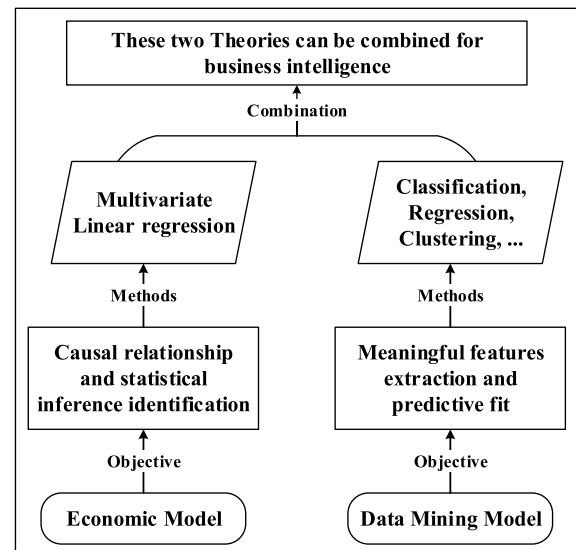 These two Theories can be combined for
business intelligence
Combination
Multivariate
Linear regression
Classification,
Regression,
Clustering, ...
Methods
Methods
Causal relationship
and statistical
inference identification
Meaningful features
extraction and
predictive fit
Objective
Objective
Economic Model
Data Mining Model